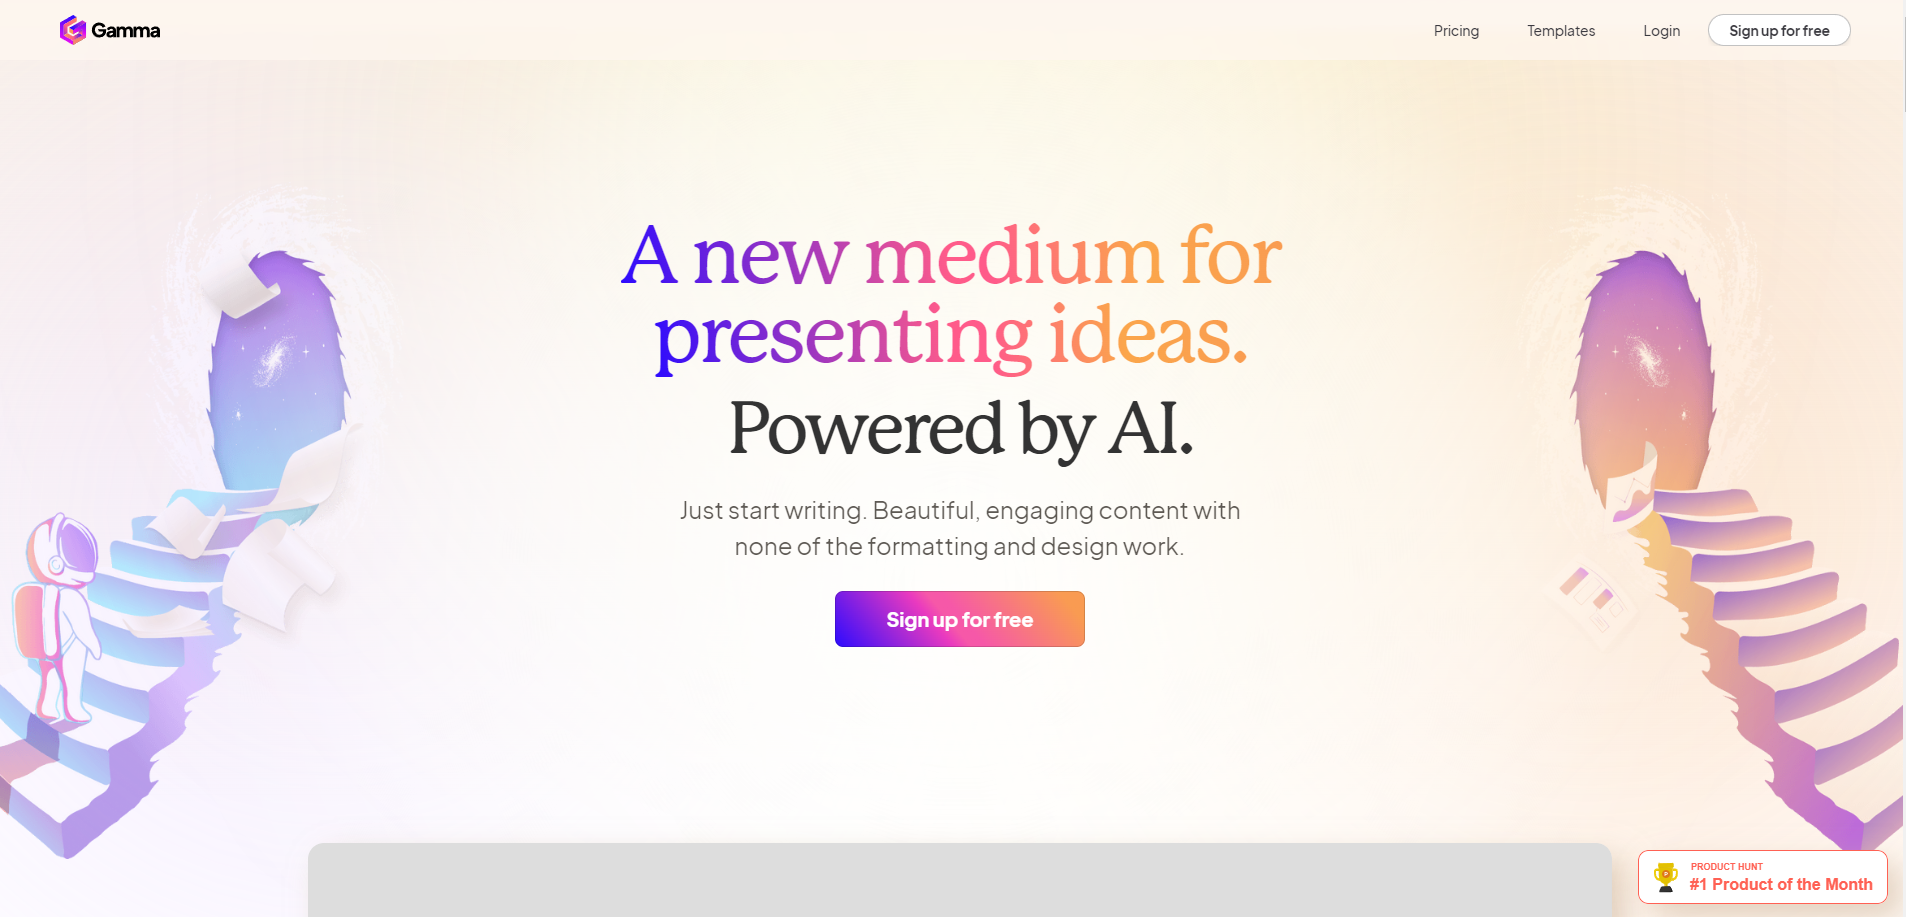 Gamma
Pricing
Templates
Login
Sign up for free
A new medium for
presenting ideas.
Powered by AI.
Just start writing. Beautiful, engaging content with
none of the formatting and design work.
Sign up for free
PRODUCT HUNT
#1 Product of the Month